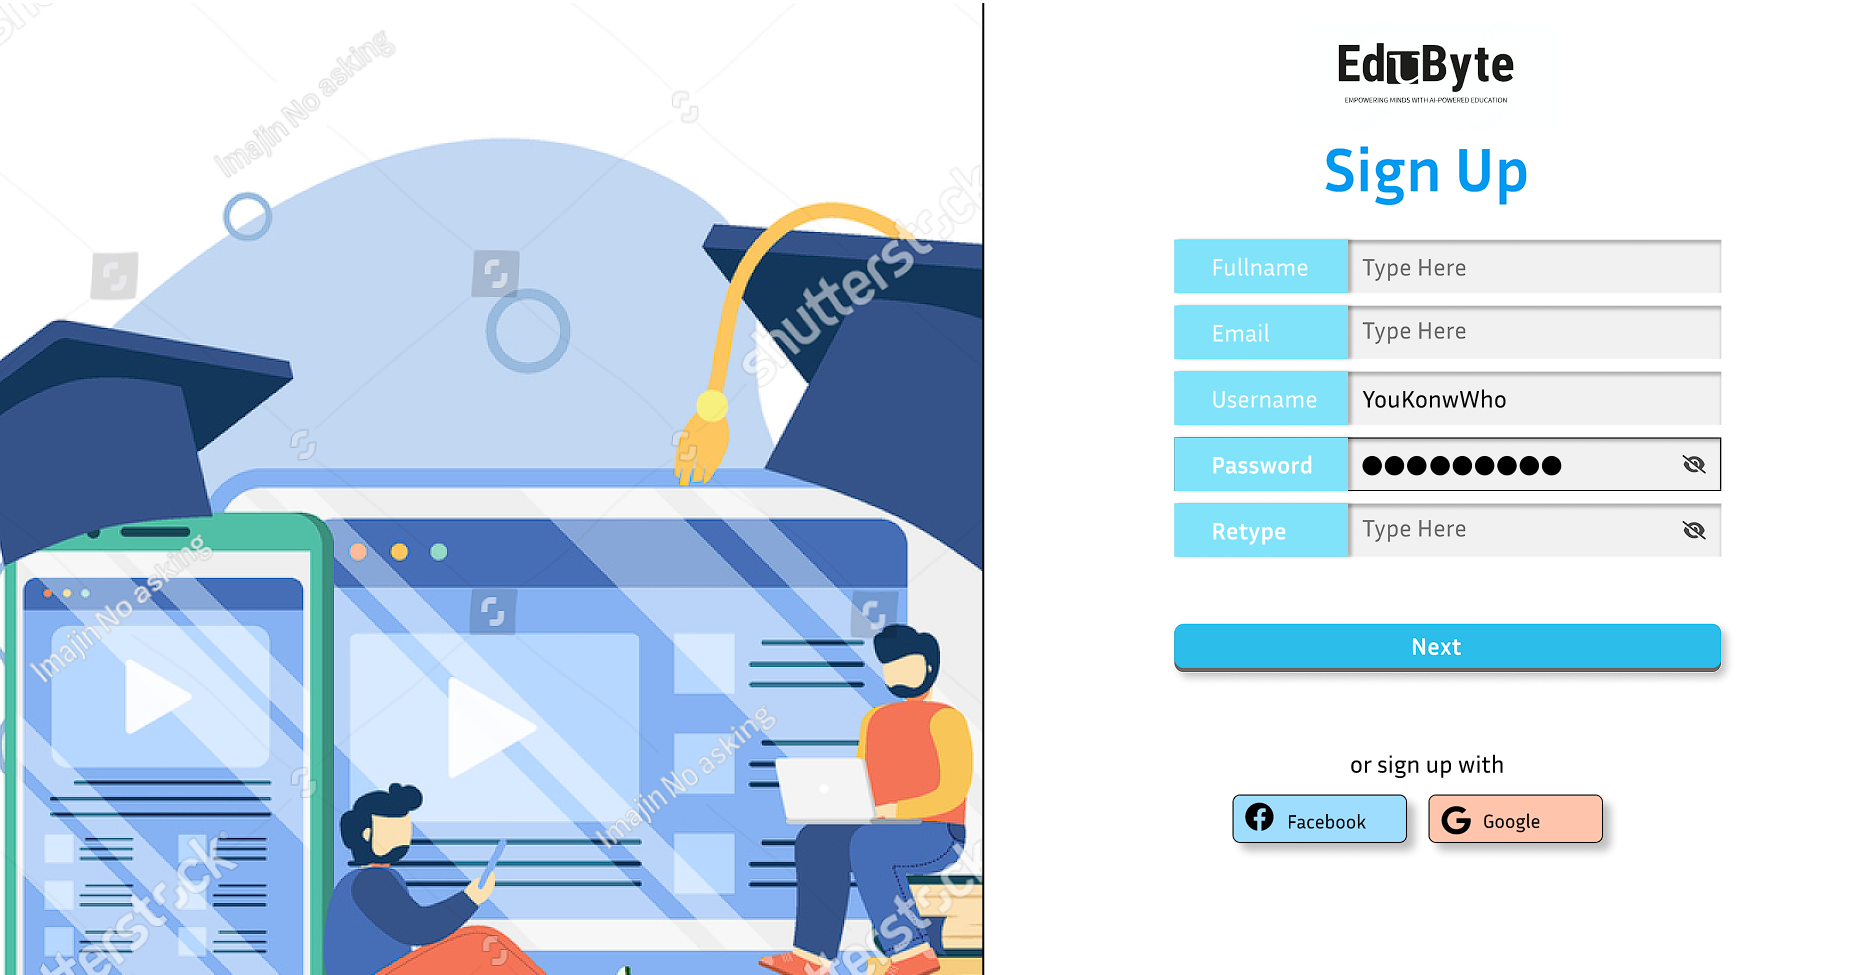 Imajin No asking
shutterstock
Imajin No asking
Imajin No asking
shutterstock
shutterstock
EduByte
EMPOWERING MINDS WITH AI-POWERED EDUCATION
Sign Up
Fullname Type Here
Email Type Here
Username YouKonwWho
Password
Retype Type Here
Next
or sign up with
Facebook Google